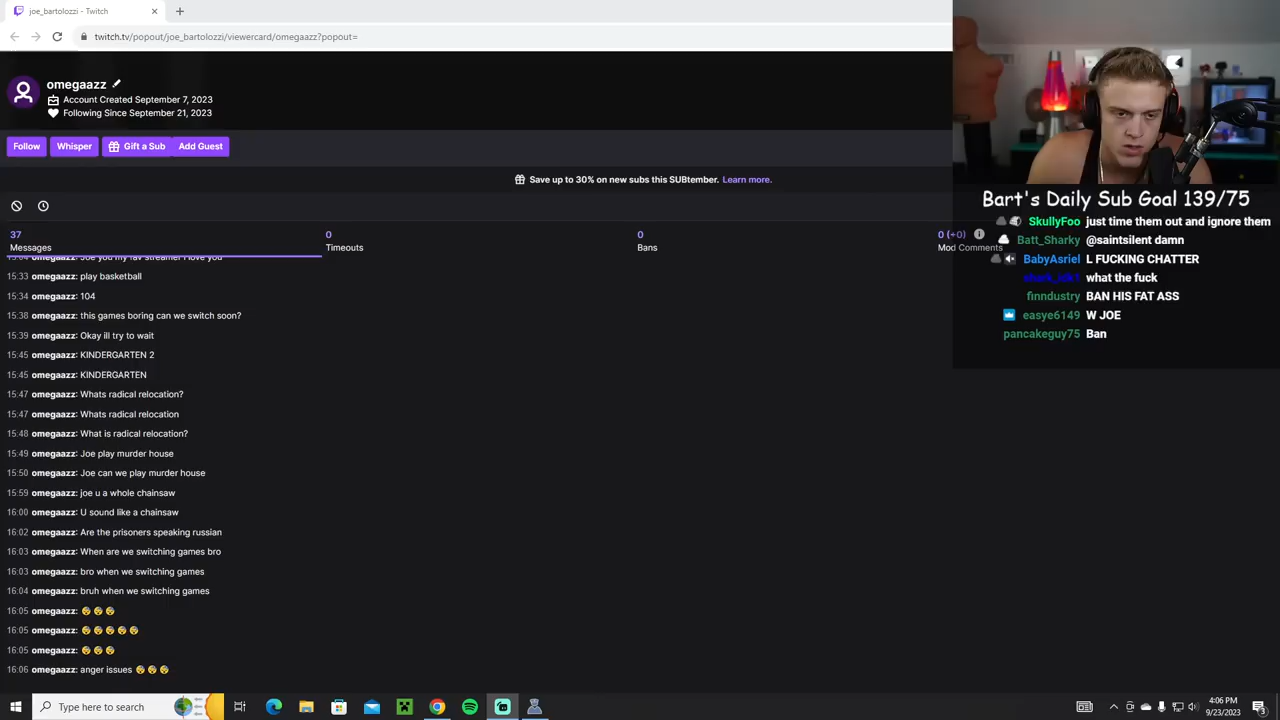 joe_bartolozzi - Twitch
twitch.tv/popout/joe_bartolozzi/viewercard/omegaazz?popout=
omegaazz
Account Created September 7, 2023
Following Since September 21, 2023
Follow Whisper Gift a Sub Add Guest
Save up to 30% on new subs this SUBtember. Learn more.
37 0 0 0 (+0)
Messages Timeouts Bans Mod Comments
15:04 omegaazz: Joe you my fav streamer I love you
15:33 omegaazz: play basketball
15:34 omegaazz: 104
15:38 omegaazz: this games boring can we switch soon?
15:39 omegaazz: Okay ill try to wait
15:45 omegaazz: KINDERGARTEN 2
15:45 omegaazz: KINDERGARTEN
15:47 omegaazz: Whats radical relocation?
15:47 omegaazz: Whats radical relocation
15:48 omegaazz: What is radical relocation?
15:49 omegaazz: Joe play murder house
15:50 omegaazz: Joe can we play murder house
15:59 omegaazz: joe u a whole chainsaw
16:00 omegaazz: U sound like a chainsaw
16:02 omegaazz: Are the prisoners speaking russian
16:03 omegaazz: When are we switching games bro
16:03 omegaazz: bro when we switching games
16:04 omegaazz: bruh when we switching games
16:05 omegaazz:
16:05 omegaazz:
16:05 omegaazz:
16:06 omegaazz: anger issues
Bart's Daily Sub Goal 139/75
SkullyFoo just time them out and ignore them
Batt_Sharky @saintsilent damn
BabyAsriel L FUCKING CHATTER
what the fuck
finndustry BAN HIS FAT ASS
easye6149 W JOE
pancakeguy75 Ban
Type here to search
4:06 PM
9/23/2023
3